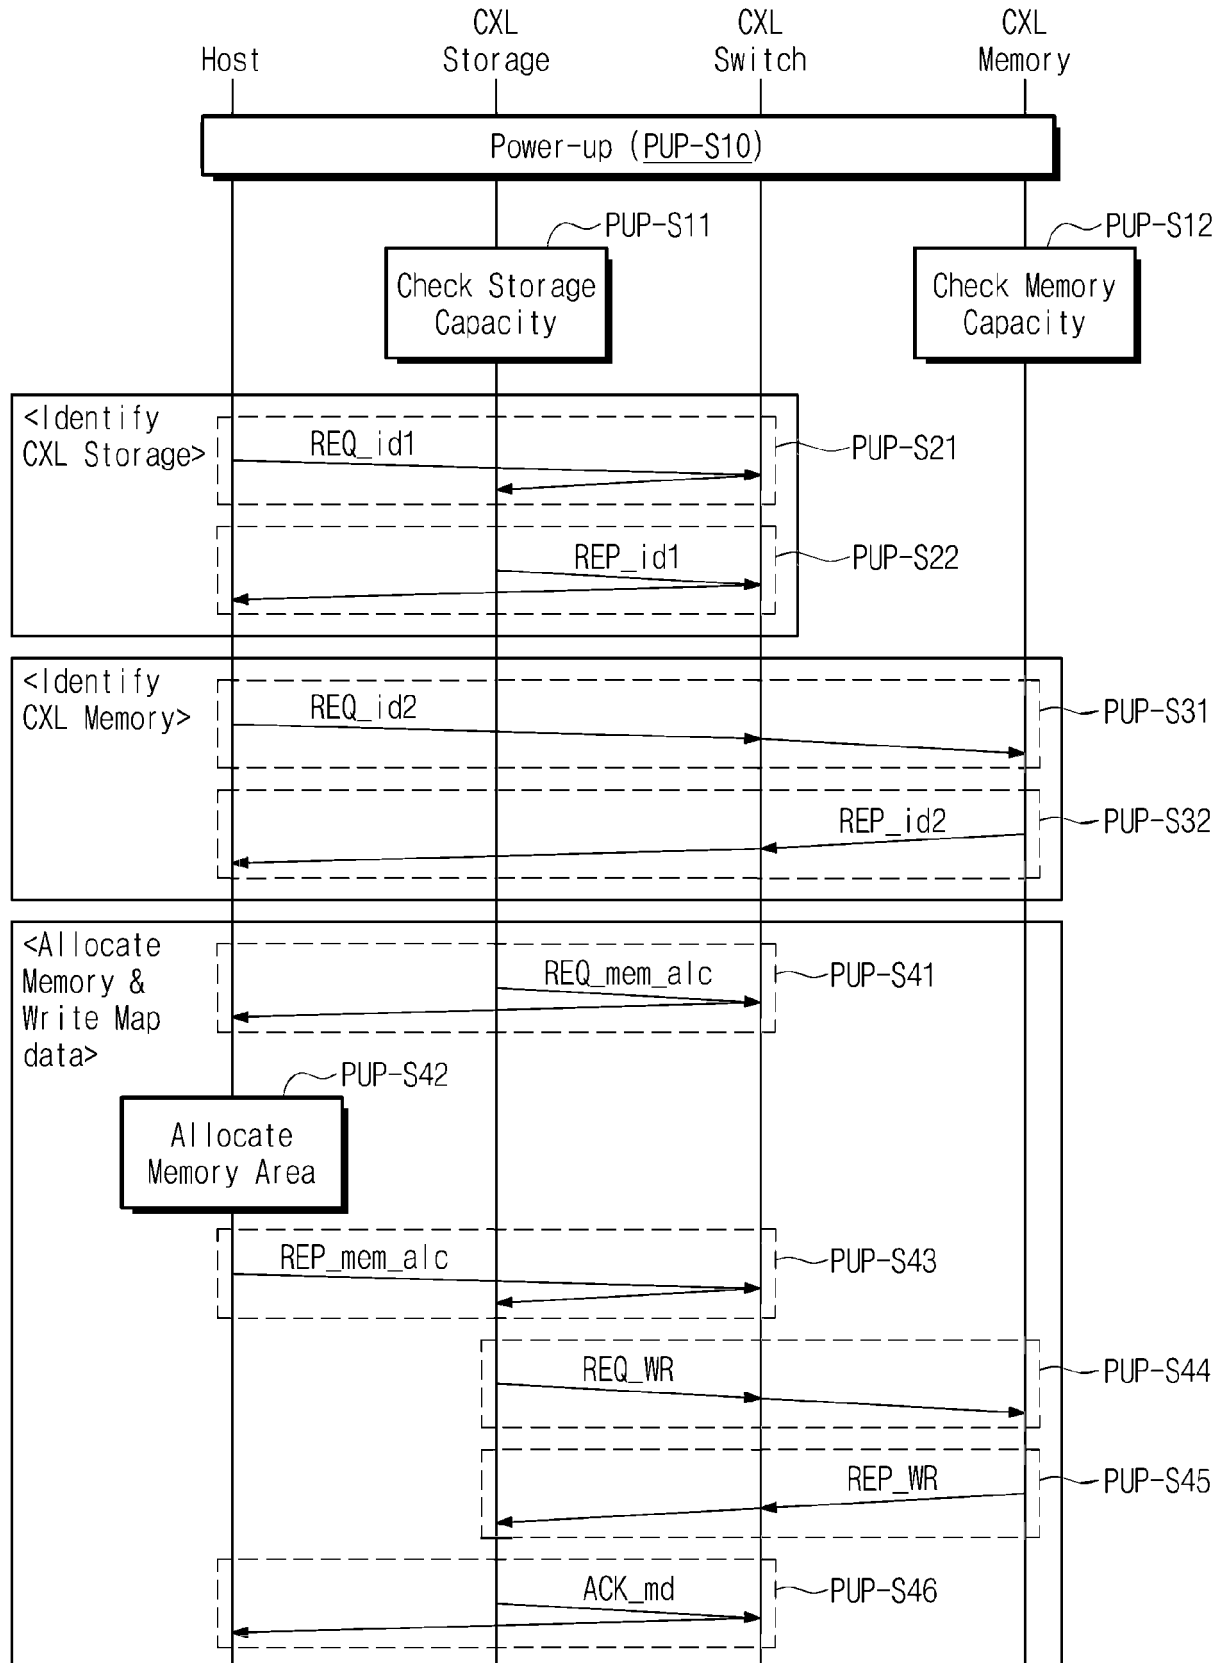 Host
CXL
Storage
CXL
Switch
CXL
Memory
Power-up (PUP-S10)
PUP-S11
Check Storage
Capacity
PUP-S12
Check Memory
Capacity
<Identify
CXL Storage>
REQ_id1
PUP-S21
REP_id1
PUP-S22
<Identify
CXL Memory>
REQ_id2
PUP-S31
REP_id2
PUP-S32
<Allocate
Memory &
Write Map
data>
REQ_mem_alc
PUP-S41
PUP-S42
Allocate
Memory Area
REP_mem_alc
PUP-S43
REQ_WR
PUP-S44
REP_WR
PUP-S45
ACK_md
PUP-S46